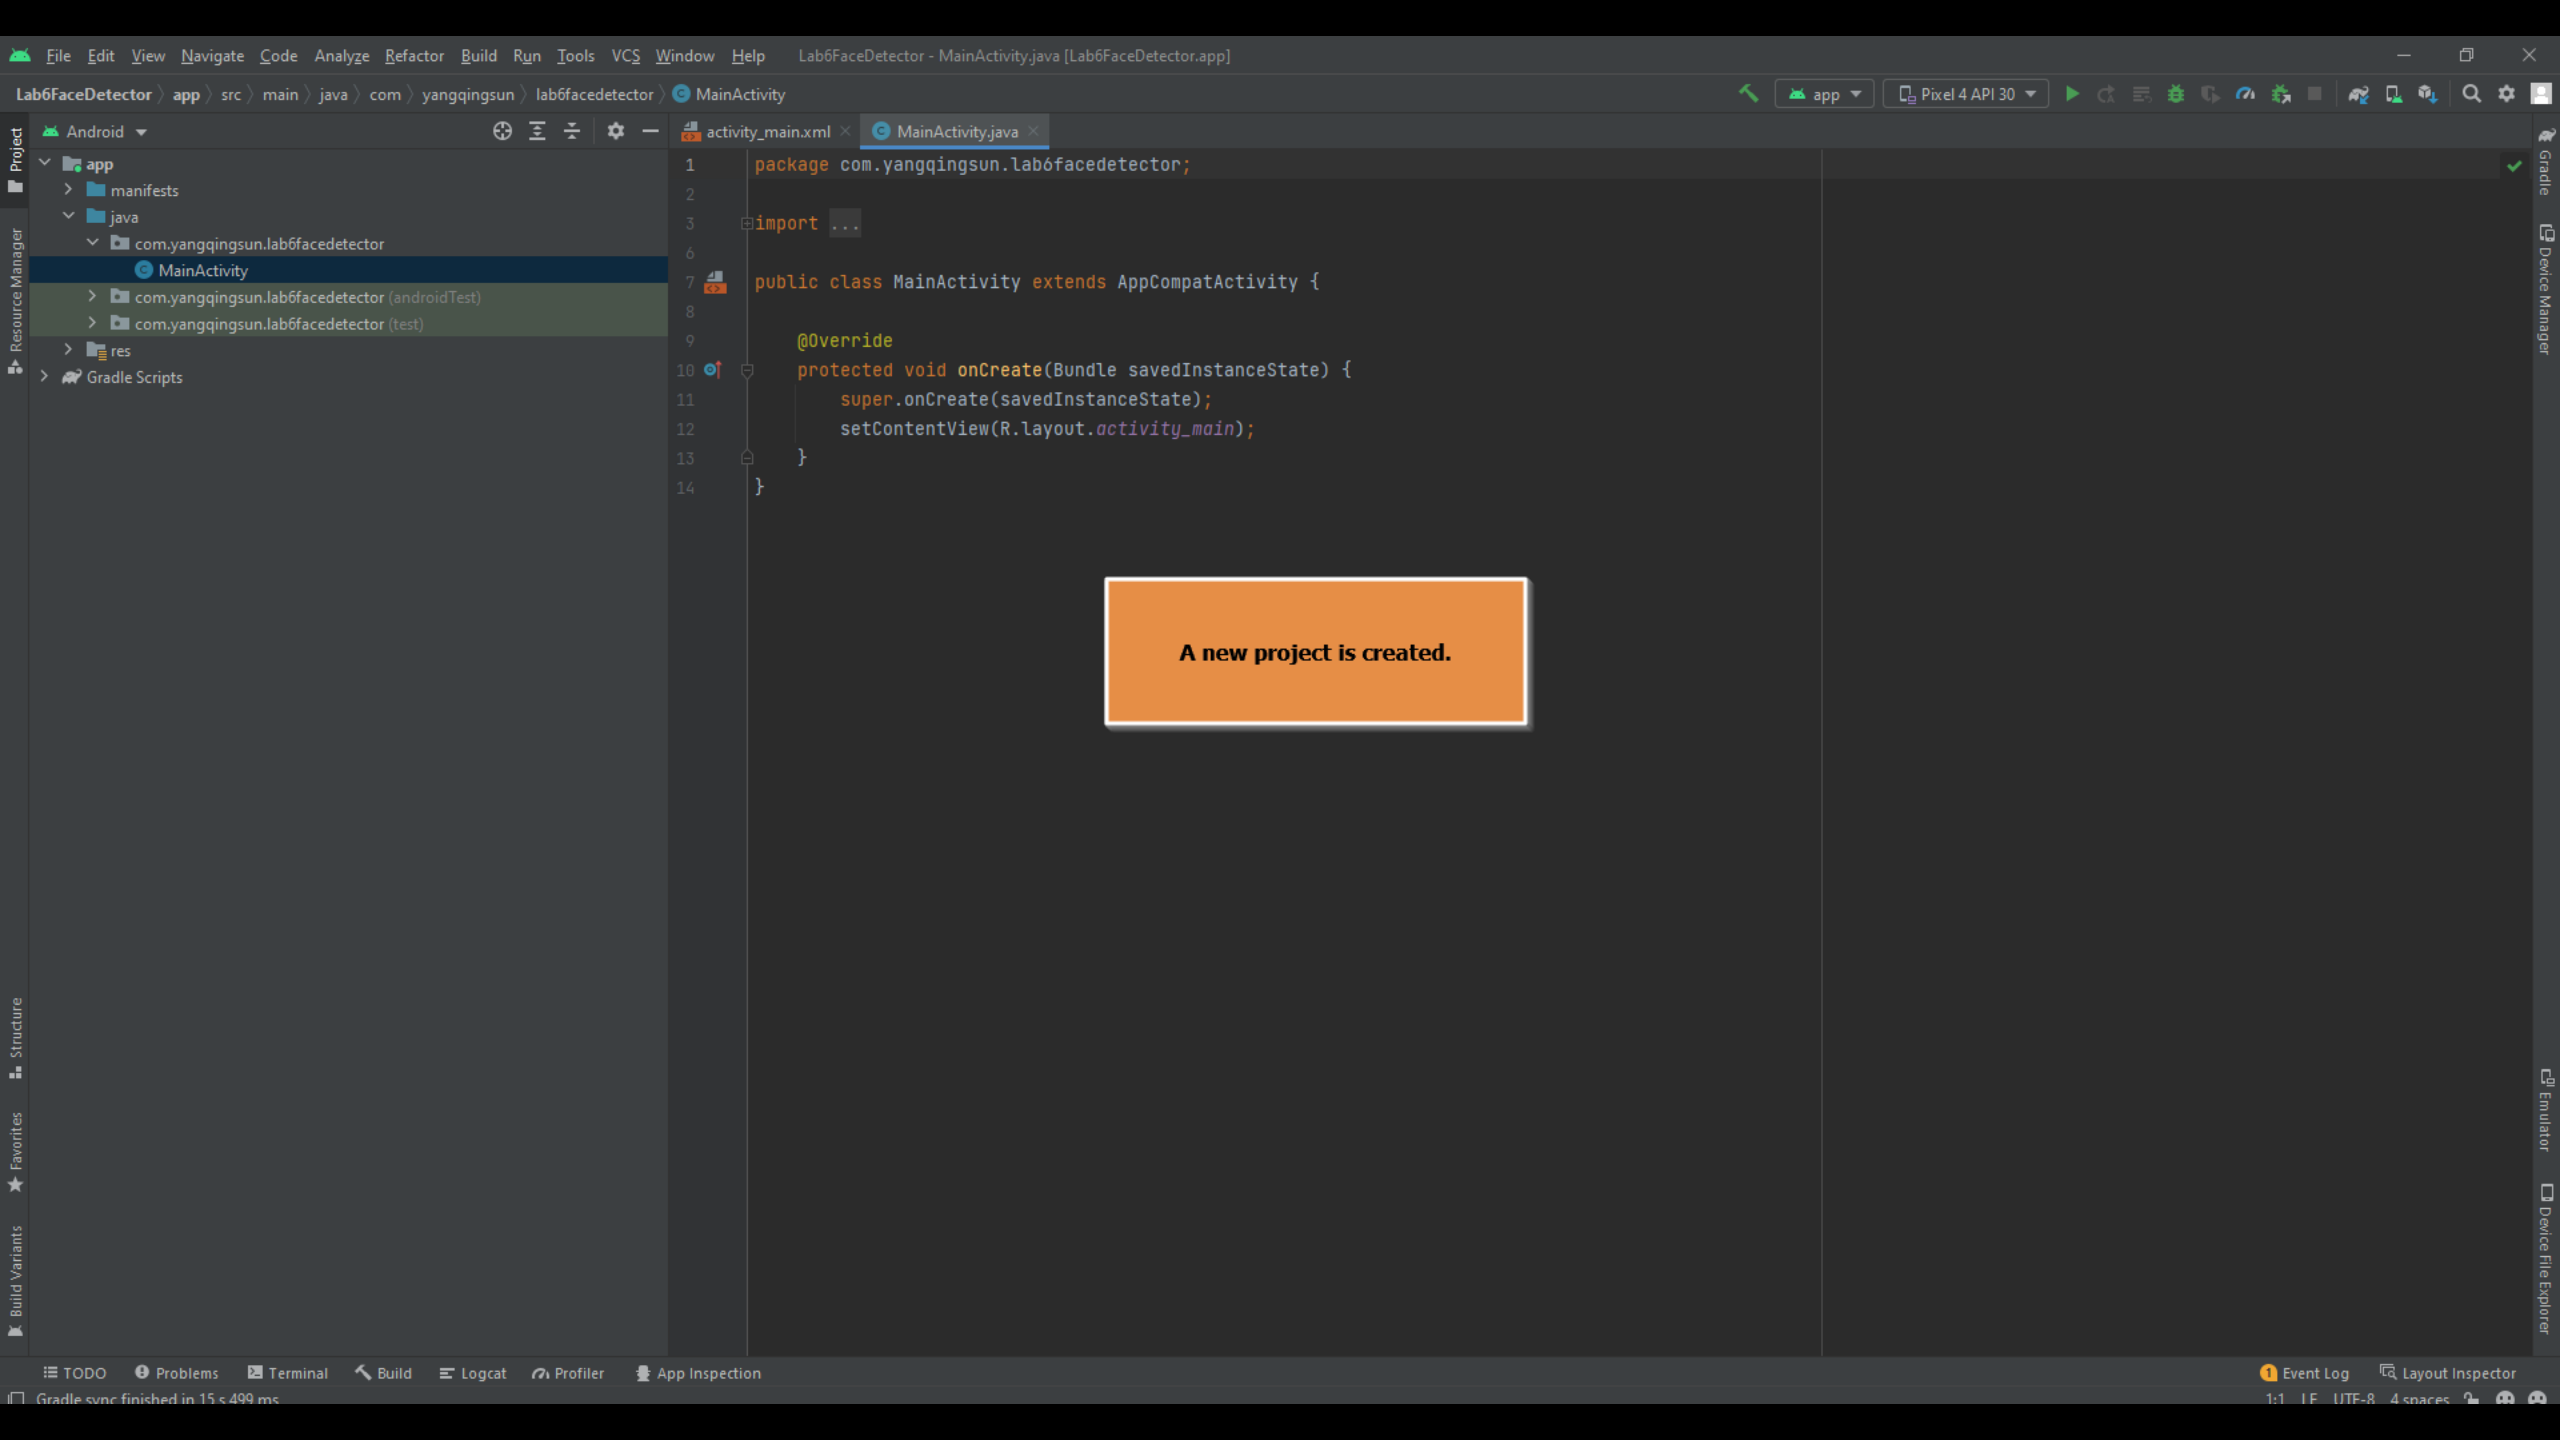 File Edit View Navigate Code Analyze Refactor Build Run Tools VCS Window Help Lab6FaceDetector - MainActivity.java [Lab6FaceDetector.app]
Lab6FaceDetector app src main java com yangqingsun lab6facedetector MainActivity
app Pixel 4 API 30
Project
Resource Manager
Structure
Favorites
Build Variants
Android
app
manifests
java
com.yangqingsun.lab6facedetector
MainActivity
com.yangqingsun.lab6facedetector (androidTest)
com.yangqingsun.lab6facedetector (test)
res
Gradle Scripts
activity_main.xml MainActivity.java
1 package com.yangqingsun.lab6facedetector;
2
3 import ...
6
7 public class MainActivity extends AppCompatActivity {
8
9 @Override
10 protected void onCreate(Bundle savedInstanceState) {
11 super.onCreate(savedInstanceState);
12 setContentView(R.layout.activity_main);
13 }
14 }
A new project is created.
Gradle
Device Manager
Emulator
Device File Explorer
TODO Problems Terminal Build Logcat Profiler App Inspection
1 Event Log Layout Inspector
Gradle sync finished in 15 s 499 ms
1:1 LF UTF-8 4 spaces